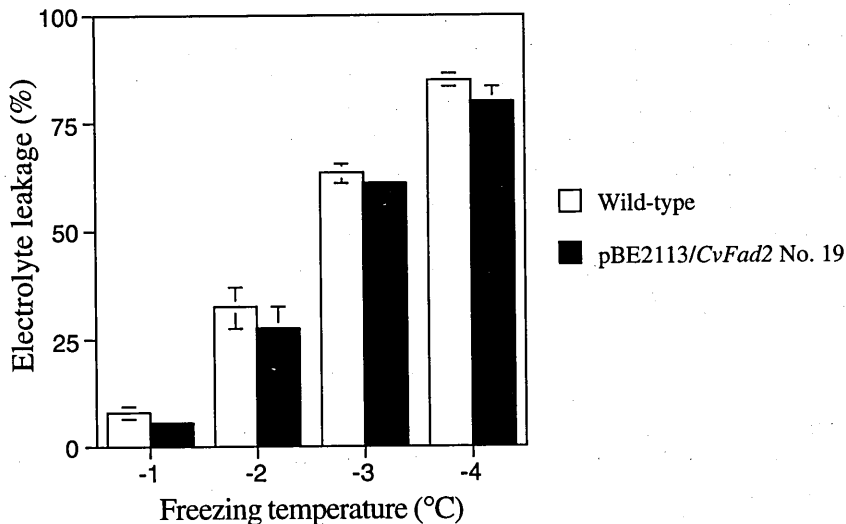 100
75
50
25
0
Electrolyte leakage (%)
-1 -2 -3 -4
Freezing temperature (°C)
Wild-type
pBE2113/CvFad2 No. 19